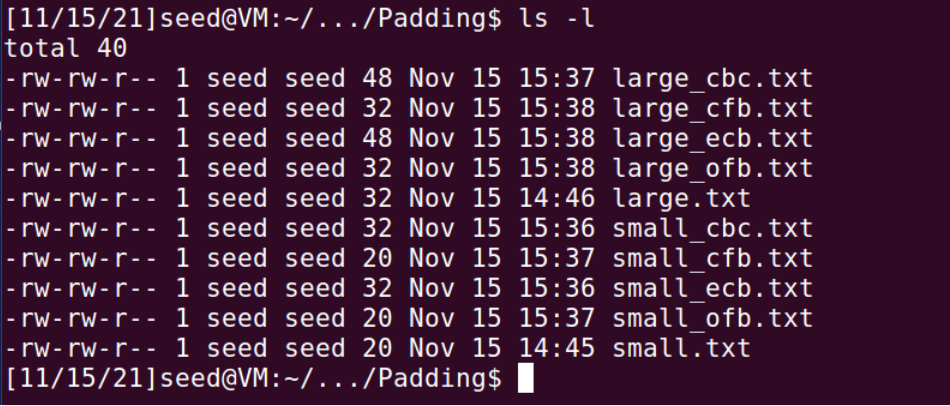 [11/15/21]seed@VM:~/.../Padding$ ls -l
total 40
-rw-rw-r-- 1 seed seed 48 Nov 15 15:37 large_cbc.txt
-rw-rw-r-- 1 seed seed 32 Nov 15 15:38 large_cfb.txt
-rw-rw-r-- 1 seed seed 48 Nov 15 15:38 large_ecb.txt
-rw-rw-r-- 1 seed seed 32 Nov 15 15:38 large_ofb.txt
-rw-rw-r-- 1 seed seed 32 Nov 15 14:46 large.txt
-rw-rw-r-- 1 seed seed 32 Nov 15 15:36 small_cbc.txt
-rw-rw-r-- 1 seed seed 20 Nov 15 15:37 small_cfb.txt
-rw-rw-r-- 1 seed seed 32 Nov 15 15:36 small_ecb.txt
-rw-rw-r-- 1 seed seed 20 Nov 15 15:37 small_ofb.txt
-rw-rw-r-- 1 seed seed 20 Nov 15 14:45 small.txt
[11/15/21]seed@VM:~/.../Padding$